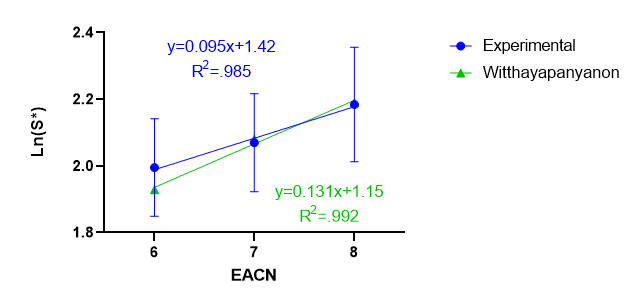 2.4
2.2
2.0
1.8
Ln(S*)
y=0.095x+1.42
R²=.985
y=0.131x+1.15
R²=.992
6 7 8
EACN
Experimental
Witthayapanyanon